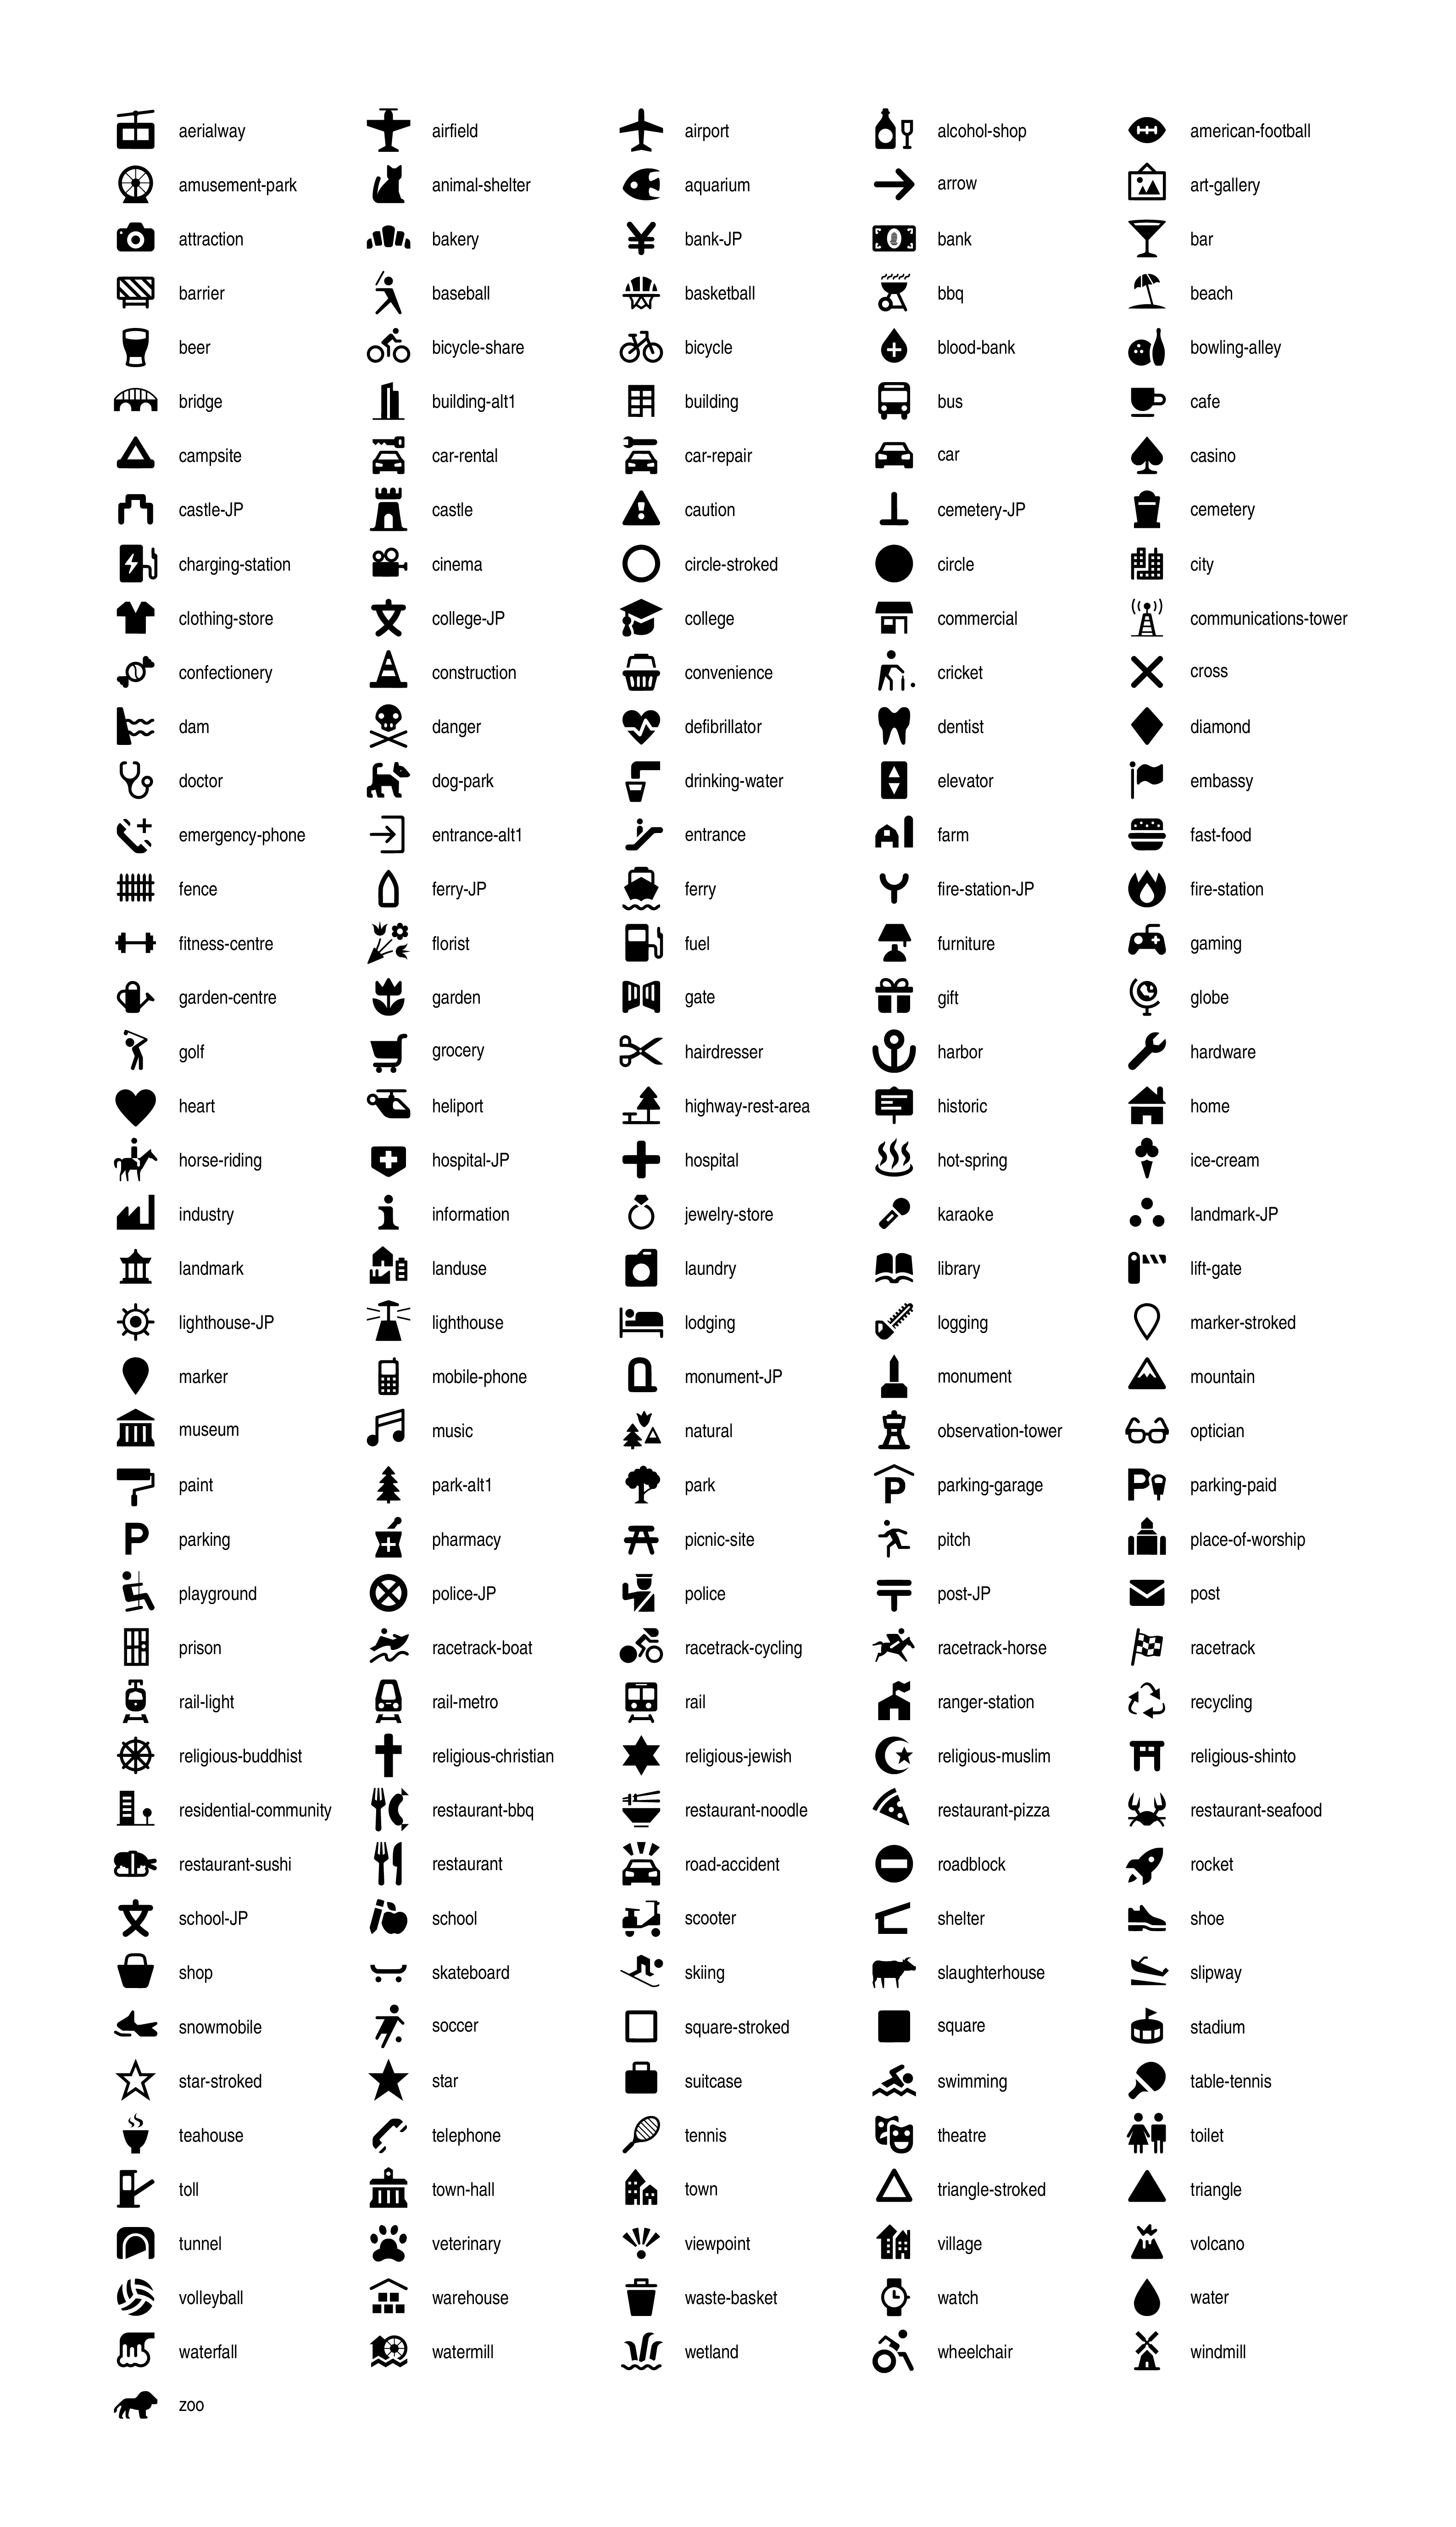 aerialway airfield airport alcohol-shop american-football
amusement-park animal-shelter aquarium arrow art-gallery
attraction bakery bank-JP bank bar
barrier baseball basketball bbq beach
beer bicycle-share bicycle blood-bank bowling-alley
bridge building-alt1 building bus cafe
campsite car-rental car-repair car casino
castle-JP castle caution cemetery-JP cemetery
charging-station cinema circle-stroked circle city
clothing-store college-JP college commercial communications-tower
confectionery construction convenience cricket cross
dam danger defibrillator dentist diamond
doctor dog-park drinking-water elevator embassy
emergency-phone entrance-alt1 entrance farm fast-food
fence ferry-JP ferry fire-station-JP fire-station
fitness-centre florist fuel furniture gaming
garden-centre garden gate gift globe
golf grocery hairdresser harbor hardware
heart heliport highway-rest-area historic home
horse-riding hospital-JP hospital hot-spring ice-cream
industry information jewelry-store karaoke landmark-JP
landmark landuse laundry library lift-gate
lighthouse-JP lighthouse lodging logging marker-stroked
marker mobile-phone monument-JP monument mountain
museum music natural observation-tower optician
paint park-alt1 park P parking-garage P parking-paid
P parking pharmacy picnic-site pitch place-of-worship
playground police-JP police post-JP post
prison racetrack-boat racetrack-cycling racetrack-horse racetrack
rail-light rail-metro rail ranger-station recycling
religious-buddhist religious-christian religious-jewish religious-muslim religious-shinto
residential-community restaurant-bbq restaurant-noodle restaurant-pizza restaurant-seafood
restaurant-sushi restaurant road-accident roadblock rocket
school-JP school scooter shelter shoe
shop skateboard skiing slaughterhouse slipway
snowmobile soccer square-stroked square stadium
star-stroked star suitcase swimming table-tennis
teahouse telephone tennis theatre toilet
toll town-hall town triangle-stroked triangle
tunnel veterinary viewpoint village volcano
volleyball warehouse waste-basket watch water
waterfall watermill wetland wheelchair windmill
zoo